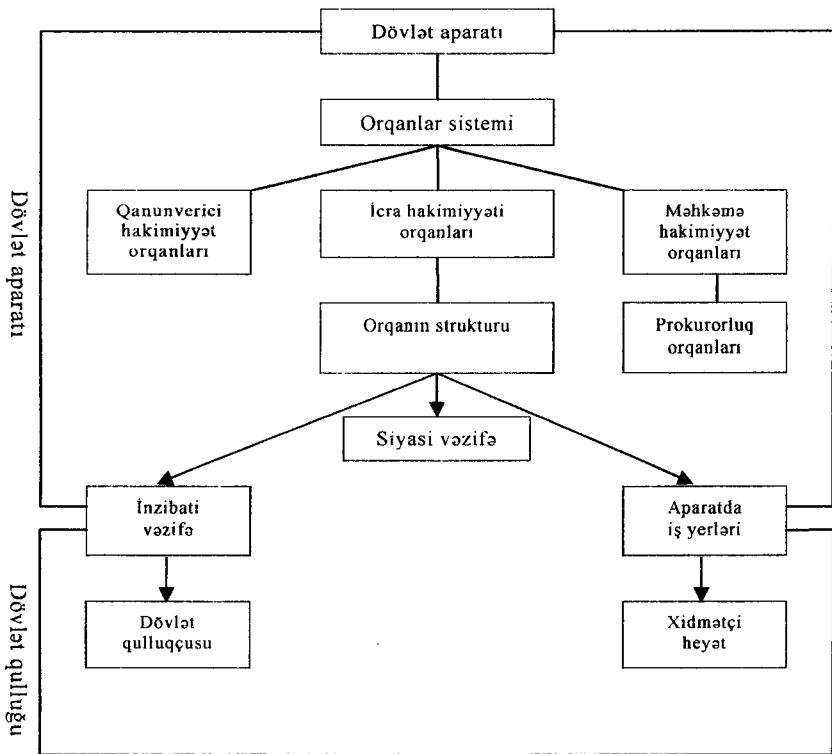 Dövlət aparatı
Orqanlar sistemi
Qanunverici
hakimiyyət
orqanları
İcra hakimiyyəti
orqanları
Məhkəmə
hakimiyyət
orqanları
Orqanın strukturu
Prokurorluq
orqanları
Siyasi vəzifə
İnzibati
vəzifə
Aparatda
iş yerləri
Dövlət
qulluqçusu
Xidmətçi
heyət
Dövlət aparatı
Dövlət qulluğu